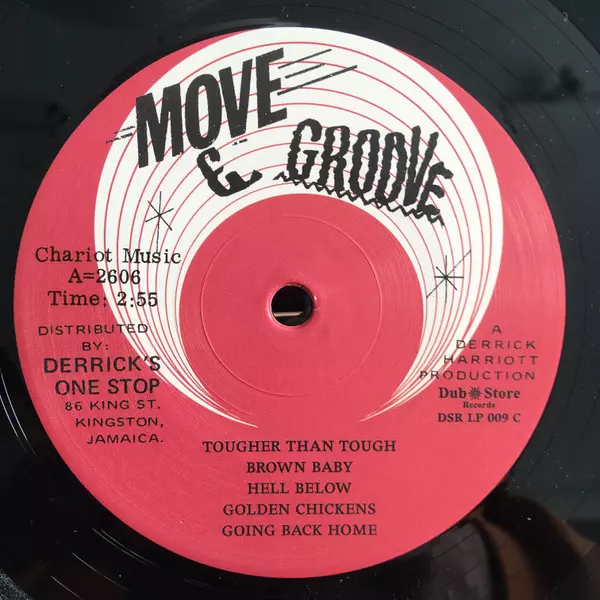 MOVE
& GROOVE
Chariot Music
A=2606
Time: 2:55
DISTRIBUTED
BY:
DERRICK'S
ONE STOP
86 KING ST.
KINGSTON,
JAMAICA.
A
DERRICK
HARRIOTT
PRODUCTION
Dub Store
Records
DSR LP 009 C
TOUGHER THAN TOUGH
BROWN BABY
HELL BELOW
GOLDEN CHICKENS
GOING BACK HOME